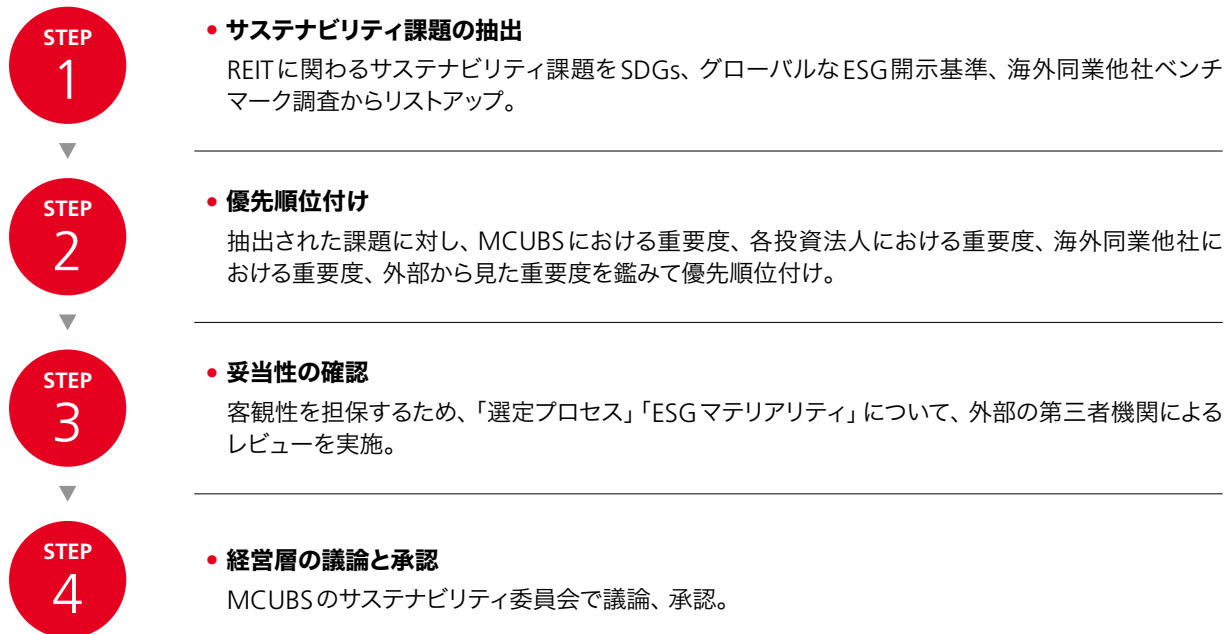 STEP
1
• サステナビリティ課題の抽出
REITに関わるサステナビリティ課題をSDGs、グローバルなESG開示基準、海外同業他社ベンチ
マーク調査からリストアップ。
STEP
2
• 優先順位付け
抽出された課題に対し、MCUBSにおける重要度、各投資法人における重要度、海外同業他社に
おける重要度、外部から見た重要度を鑑みて優先順位付け。
STEP
3
• 妥当性の確認
客観性を担保するため、「選定プロセス」「ESGマテリアリティ」について、外部の第三者機関による
レビューを実施。
STEP
4
• 経営層の議論と承認
MCUBSのサステナビリティ委員会で議論、承認。